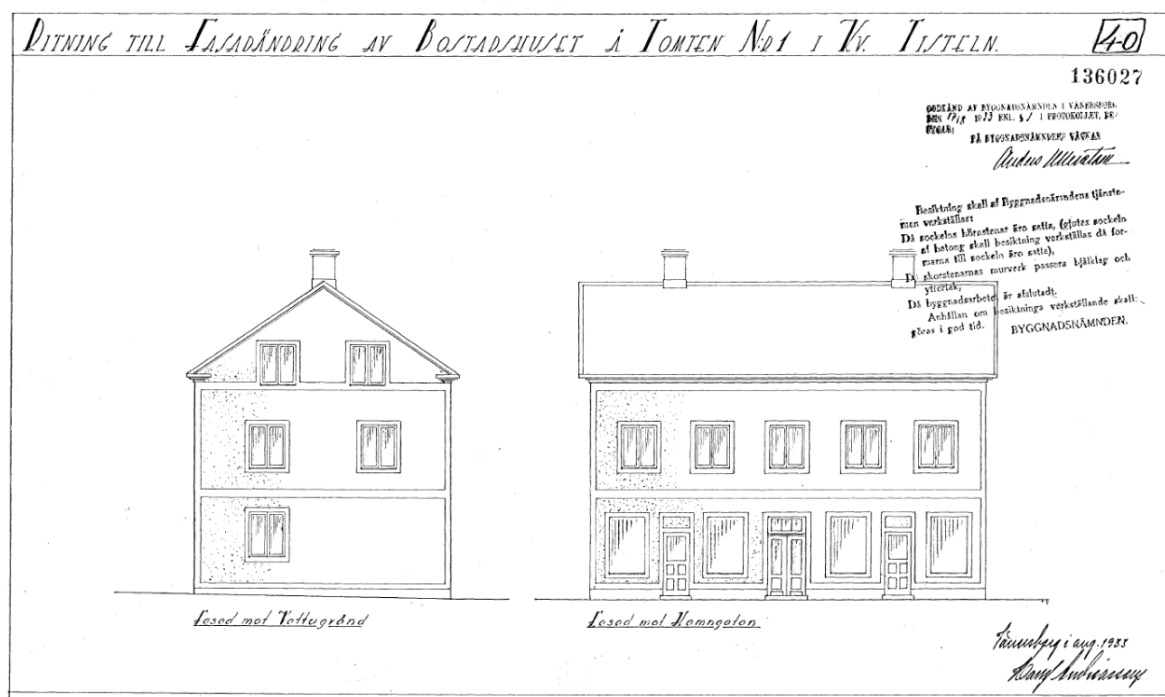 RITNING TILL FASADÄNDRING AV BOSTADSHUSET Å TOMTEN N:R 1 I KV. TISTELN.
40
136027
GODKÄND AF BYGGNADSNÄMNDEN I VÄNERSBORG
DEN 17/8 1933 ENL. § 1 I PROTOKOLLET, BE-
TYGAR:
PÅ BYGGNADSNÄMNDENS VÄGNAR
Anders
Besiktning skall af Byggnadsnämndens tjänste-
men verkställas:
Då sockelns hörnstenar äro satta, (gjutes sockeln
af betong skall besiktning verkställas då for-
marna till sockeln äro satta),
Då skorstenarnas murverk passera bjälklag och
yttertak,
Då byggnadsarbetet är afslutadt.
Anhållan om besiktnings verkställande skall
göras i god tid.
BYGGNADSNÄMNDEN.
Fasad mot Vattugränd
Fasad mot Hamngatan
Vänersborg i aug. 1933